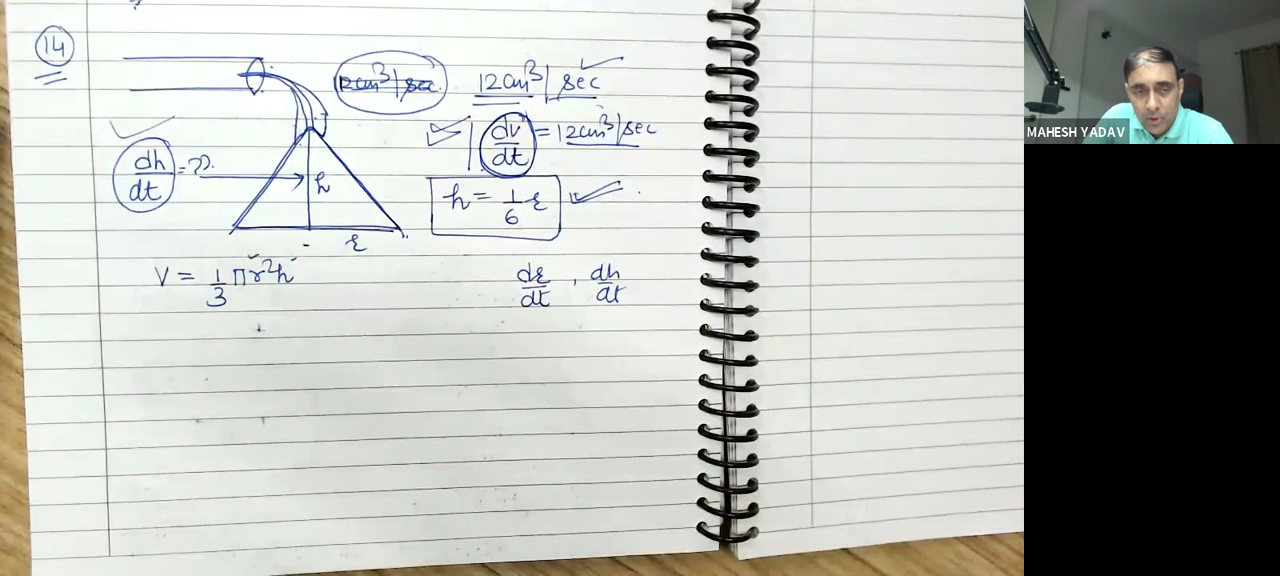 14
12cm³/sec. 12cm³/sec
dv/dt = 12cm³/sec
dh/dt = ??
h
h = 1/6 r
r
V = 1/3 πr²h
dr/dt , dh/dt
MAHESH YADAV